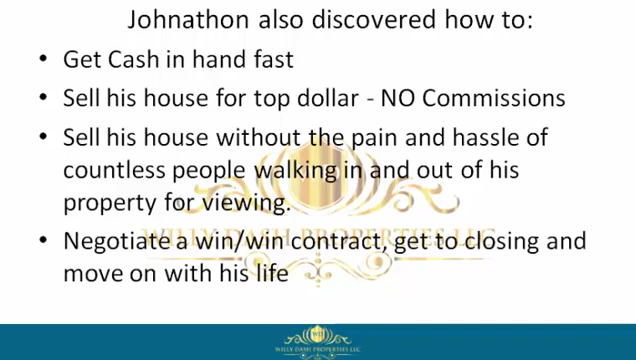 Johnathon also discovered how to:
• Get Cash in hand fast
• Sell his house for top dollar - NO Commissions
• Sell his house without the pain and hassle of
countless people walking in and out of his
property for viewing.
WILLY DASH PROPERTIES LLC
• Negotiate a win/win contract, get to closing and
move on with his life
WILLY DASH PROPERTIES LLC